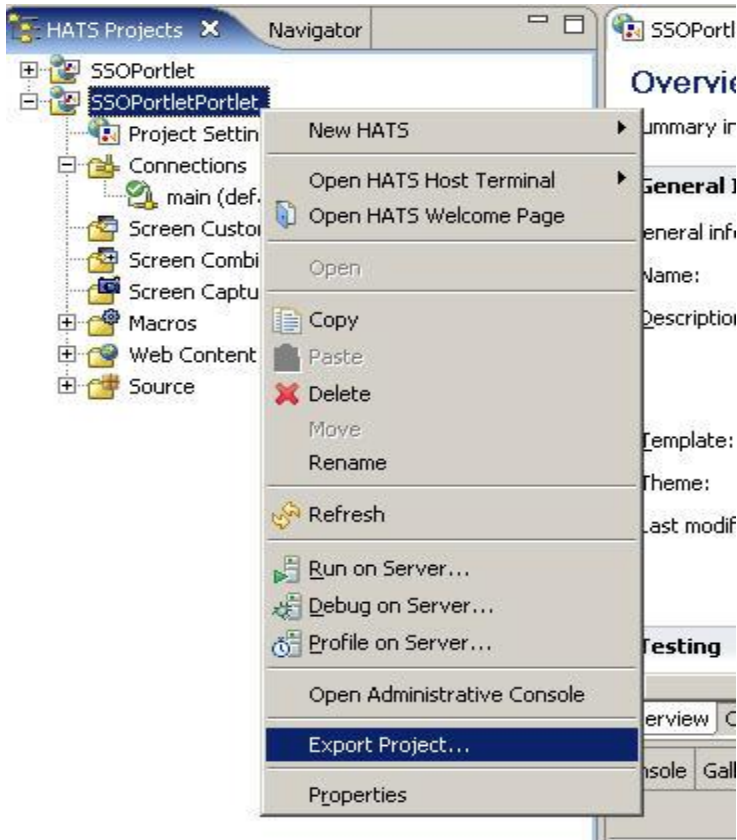 HATS Projects
Navigator
SSOPortl
SSOPortlet
SSOPortletPortlet
Project Settin
Connections
main (def
Screen Custo
Screen Combi
Screen Captu
Macros
Web Content
Source
New HATS
Open HATS Host Terminal
Open HATS Welcome Page
Open
Copy
Paste
Delete
Move
Rename
Refresh
Run on Server...
Debug on Server...
Profile on Server...
Open Administrative Console
Export Project...
Properties
Overvie
ummary in
General I
eneral inf
Name:
Description
Template:
Theme:
Last modif
Testing
erview
nsole
Gall